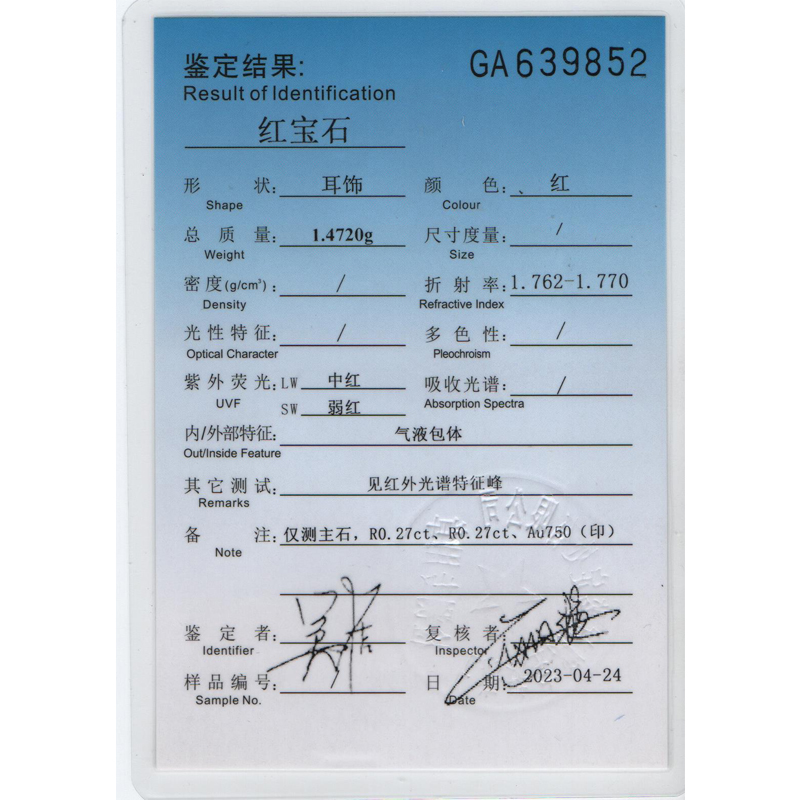 鉴定结果: GA639852
Result of Identification
红宝石
形 状: 耳饰 颜 色: 、 红
Shape Colour
总 质 量: 1.4720g 尺寸度量: /
Weight Size
密度(g/cm³): / 折 射 率: 1.762-1.770
Density Refractive Index
光性特征: / 多 色 性: /
Optical Character Pleochroism
紫外荧光: LW 中红 吸收光谱: /
UVF SW 弱红 Absorption Spectra
内/外部特征: 气液包体
Out/Inside Feature
其它测试: 见红外光谱特征峰
Remarks
备 注: 仅测主石, R0.27ct、R0.27ct、Au750(印)
Note
鉴 定 者: 复 核 者:
Identifier Inspector
样品编号: 日 期: 2023-04-24
Sample No. Date